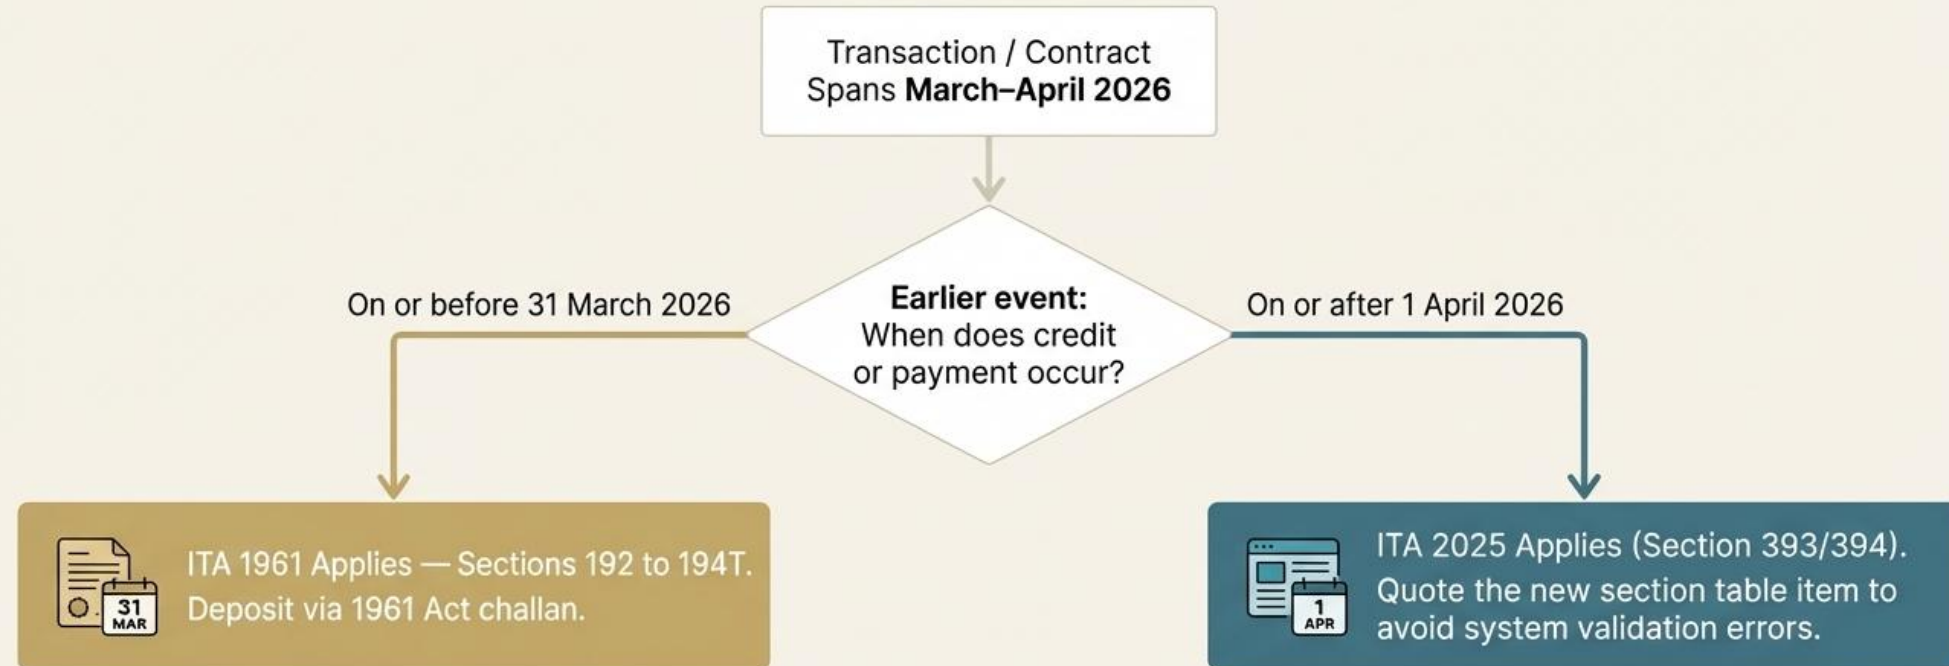 Transaction / Contract
Spans March–April 2026
On or before 31 March 2026
Earlier event:
When does credit
or payment occur?
On or after 1 April 2026
31
MAR
ITA 1961 Applies — Sections 192 to 194T.
Deposit via 1961 Act challan.
1
APR
ITA 2025 Applies (Section 393/394).
Quote the new section table item to
avoid system validation errors.